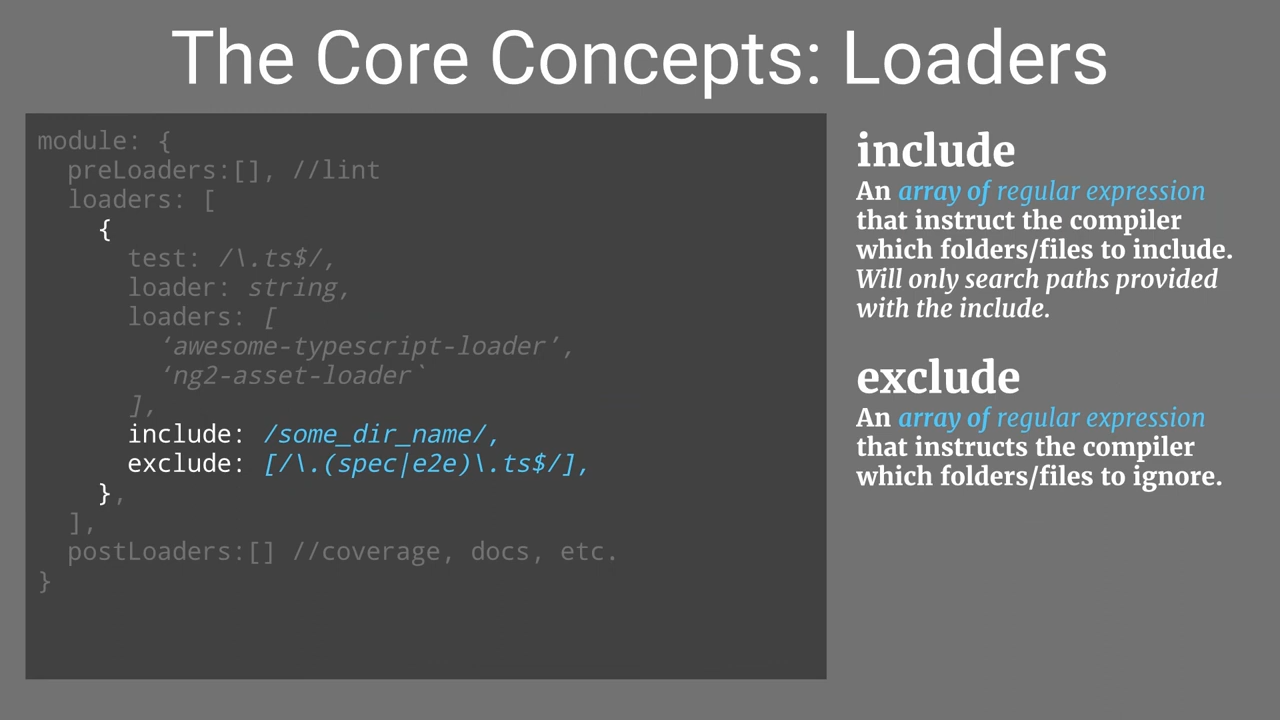 The Core Concepts: Loaders
module: {
preLoaders:[], //lint
loaders: [
{
test: /\.ts$/,
loader: string,
loaders: [
‘awesome-typescript-loader’,
‘ng2-asset-loader`
],
include: /some_dir_name/,
exclude: [/\.(spec|e2e)\.ts$/],
},
],
postLoaders:[] //coverage, docs, etc.
}
include
An array of regular expression
that instruct the compiler
which folders/files to include.
Will only search paths provided
with the include.
exclude
An array of regular expression
that instructs the compiler
which folders/files to ignore.